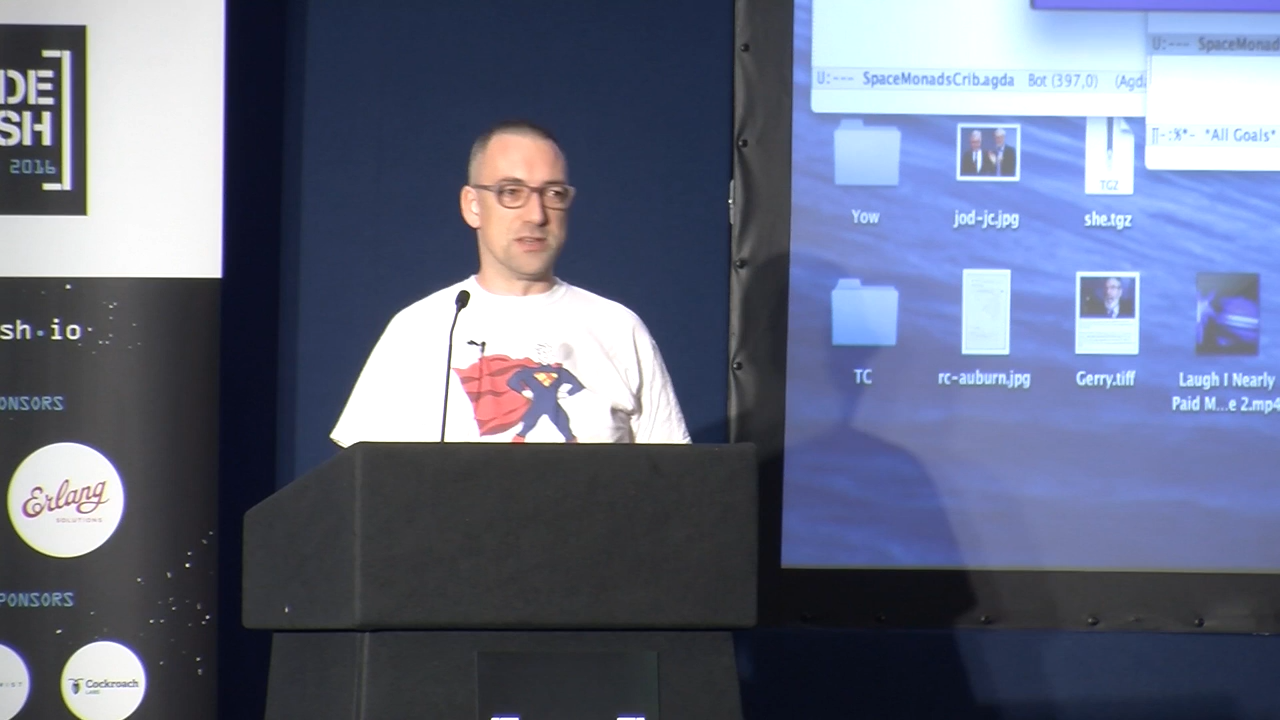 DE
SH
2016
sh.io
ONSORS
Erlang
SOLUTIONS
PONSORS
Cockroach
LABS
U:--- SpaceMonadsCrib.agda Bot (397,0) (Agda
U:--- SpaceMonad
*All Goals*
TGZ
Yow
jod-jc.jpg
she.tgz
TC
rc-auburn.jpg
Gerry.tiff
Laugh I Nearly
Paid M...e 2.mp4